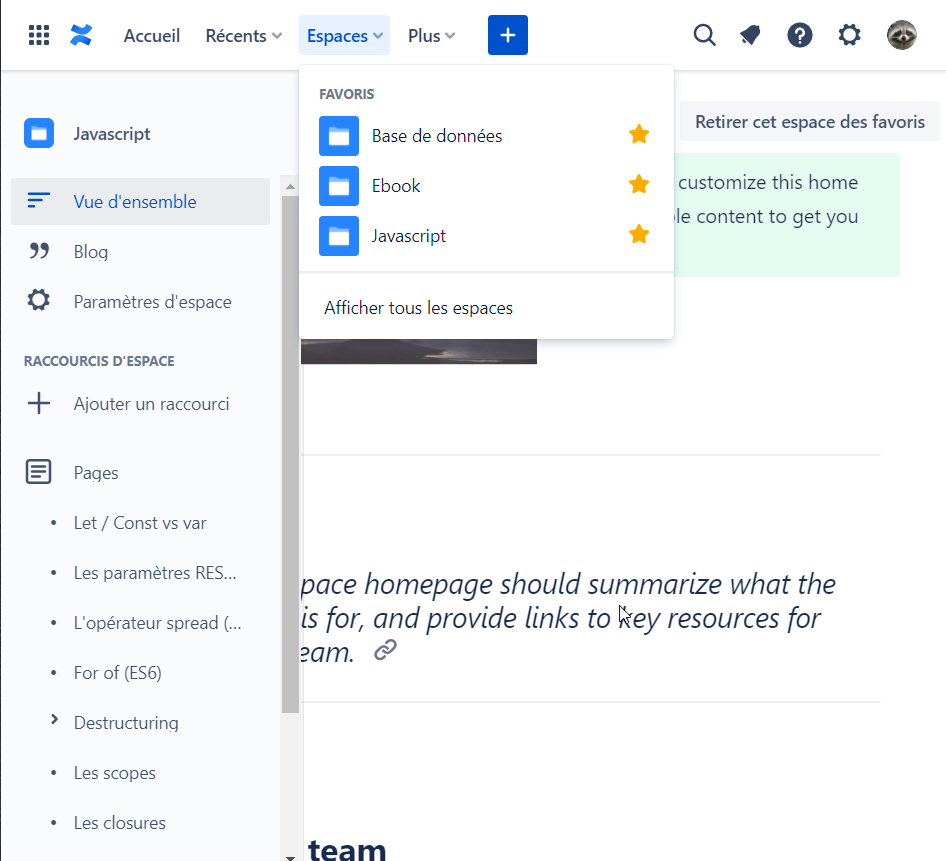 Accueil Récents Espaces Plus
FAVORIS
Base de données
Ebook
Javascript
Afficher tous les espaces
Javascript
Vue d'ensemble
Blog
Paramètres d'espace
RACCOURCIS D'ESPACE
Ajouter un raccourci
Pages
Let / Const vs var
Les paramètres RES...
L'opérateur spread (...
For of (ES6)
Destructuring
Les scopes
Les closures
Retirer cet espace des favoris
customize this home
content to get you
homepage should summarize what the
is for, and provide links to key resources for
team